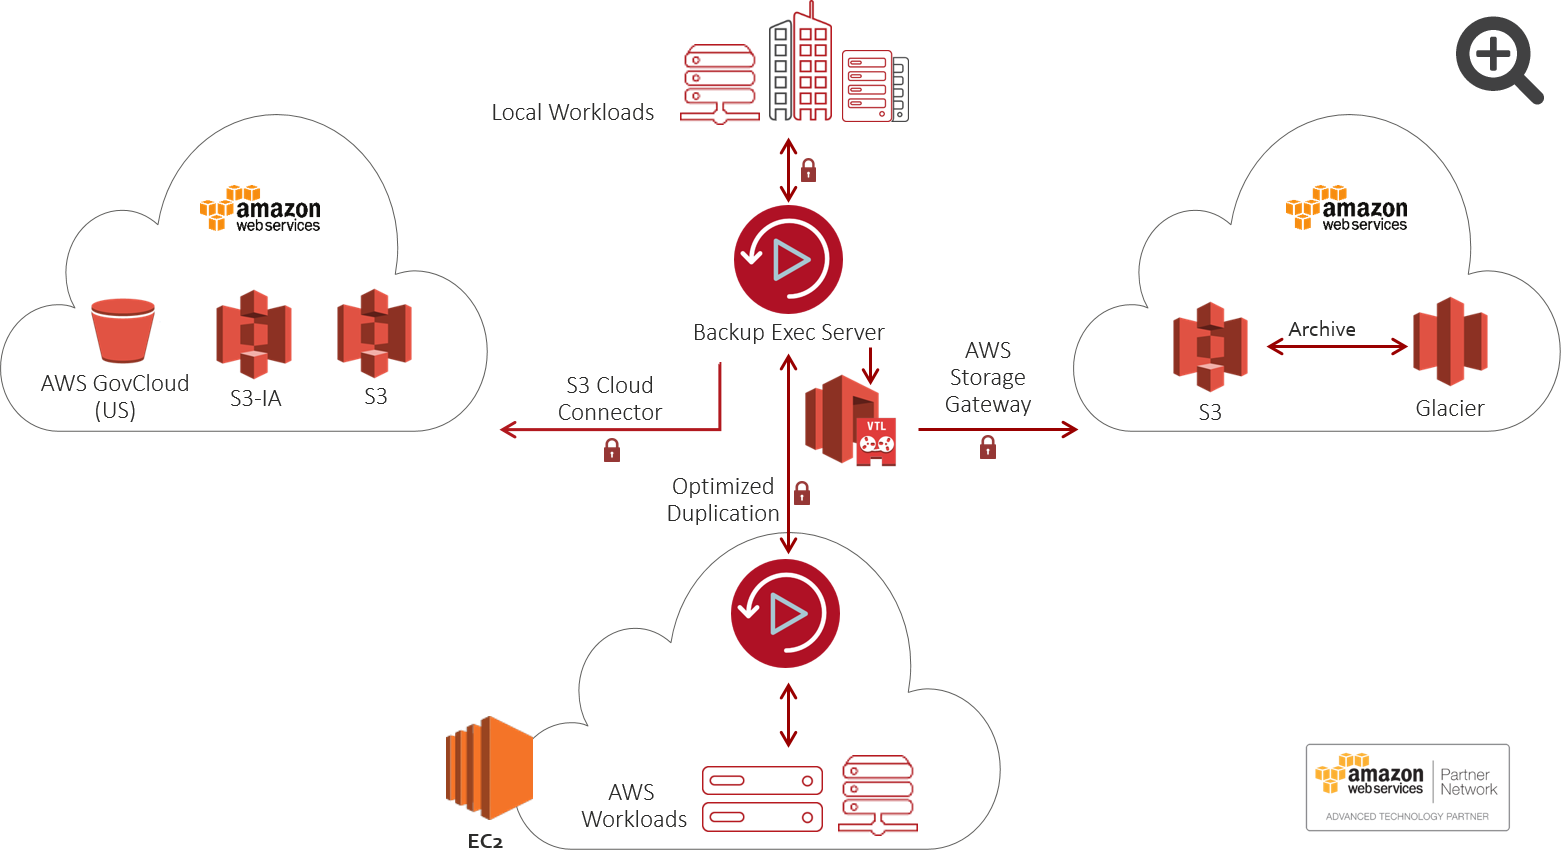 Local Workloads
amazon
web services
AWS GovCloud
(US)
S3-IA
S3
Backup Exec Server
S3 Cloud
Connector
AWS
Storage
Gateway
VTL
amazon
web services
Archive
S3
Glacier
Optimized
Duplication
EC2
AWS
Workloads
amazon
web services
Partner
Network
ADVANCED TECHNOLOGY PARTNER